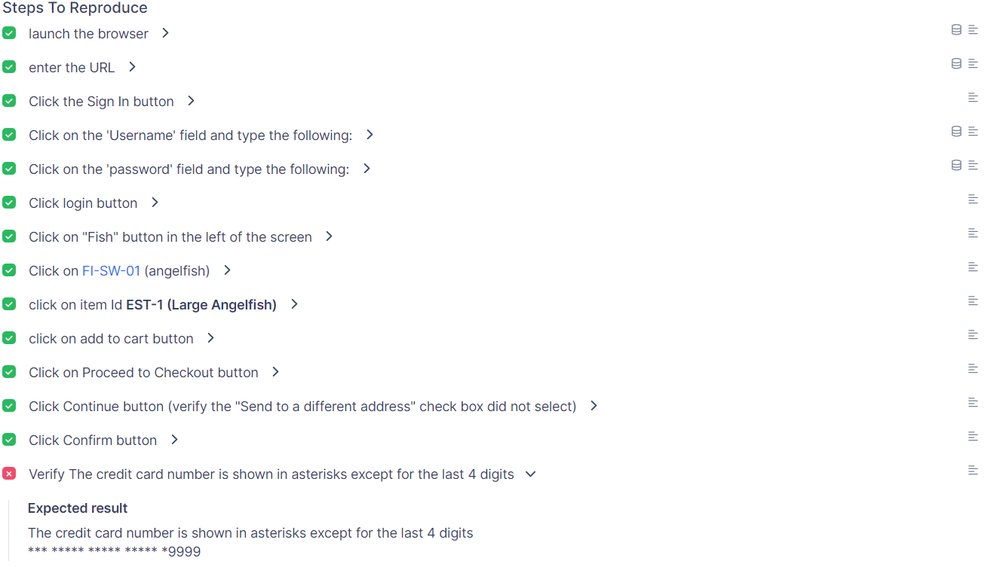 Steps To Reproduce
launch the browser
enter the URL
Click the Sign In button
Click on the 'Username' field and type the following:
Click on the 'password' field and type the following:
Click login button
Click on "Fish" button in the left of the screen
Click on FI-SW-01 (angelfish)
click on item Id EST-1 (Large Angelfish)
click on add to cart button
Click on Proceed to Checkout button
Click Continue button (verify the "Send to a different address" check box did not select)
Click Confirm button
Verify The credit card number is shown in asterisks except for the last 4 digits
Expected result
The credit card number is shown in asterisks except for the last 4 digits
*** ***** ***** ***** *9999